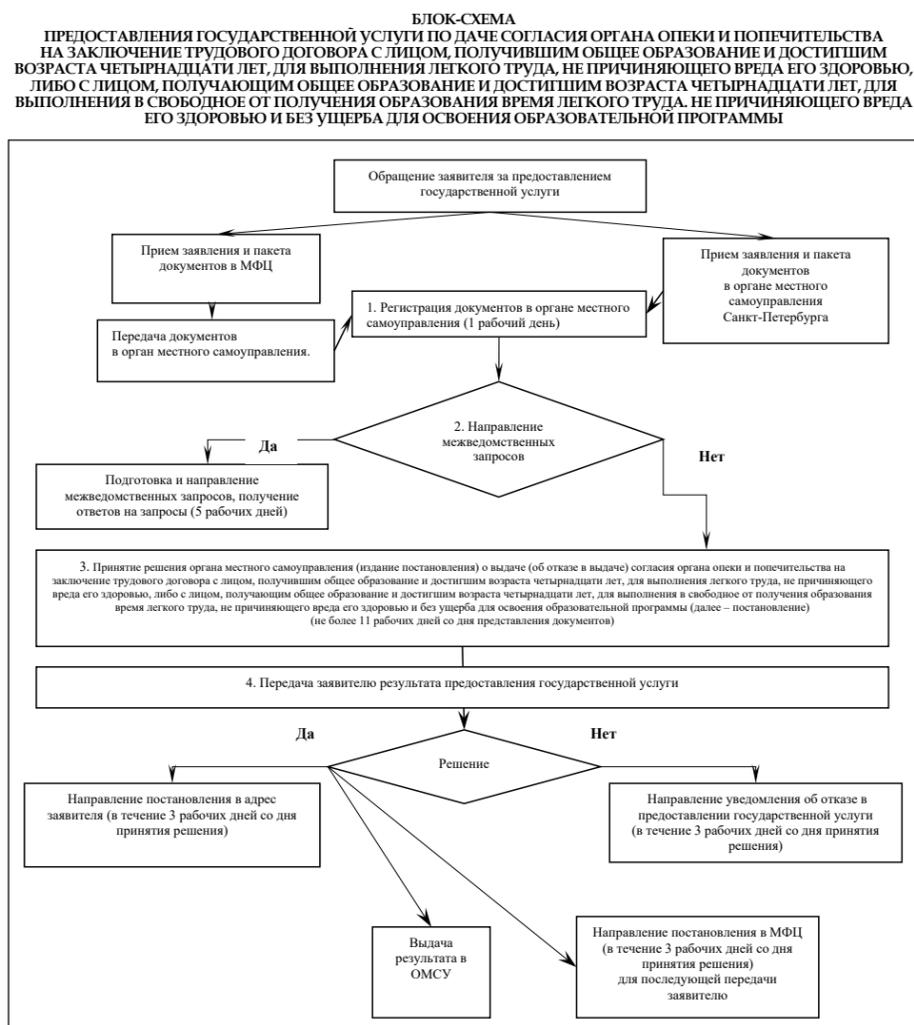 БЛОК-СХЕМА
ПРЕДОСТАВЛЕНИЯ ГОСУДАРСТВЕННОЙ УСЛУГИ ПО ДАЧЕ СОГЛАСИЯ ОРГАНА ОПЕКИ И ПОПЕЧИТЕЛЬСТВА
НА ЗАКЛЮЧЕНИЕ ТРУДОВОГО ДОГОВОРА С ЛИЦОМ, ПОЛУЧИВШИМ ОБЩЕЕ ОБРАЗОВАНИЕ И ДОСТИГШИМ
ВОЗРАСТА ЧЕТЫРНАДЦАТИ ЛЕТ, ДЛЯ ВЫПОЛНЕНИЯ ЛЕГКОГО ТРУДА, НЕ ПРИЧИНЯЮЩЕГО ВРЕДА ЕГО ЗДОРОВЬЮ,
ЛИБО С ЛИЦОМ, ПОЛУЧАЮЩИМ ОБЩЕЕ ОБРАЗОВАНИЕ И ДОСТИГШИМ ВОЗРАСТА ЧЕТЫРНАДЦАТИ ЛЕТ, ДЛЯ
ВЫПОЛНЕНИЯ В СВОБОДНОЕ ОТ ПОЛУЧЕНИЯ ОБРАЗОВАНИЯ ВРЕМЯ ЛЕГКОГО ТРУДА. НЕ ПРИЧИНЯЮЩЕГО ВРЕДА
ЕГО ЗДОРОВЬЮ И БЕЗ УЩЕРБА ДЛЯ ОСВОЕНИЯ ОБРАЗОВАТЕЛЬНОЙ ПРОГРАММЫ
Обращение заявителя за предоставлением
государственной услуги
Прием заявления и пакета
документов в МФЦ
Прием заявления и пакета
документов
в органе местного
самоуправления
Санкт-Петербурга
1. Регистрация документов в органе местного
самоуправления (1 рабочий день)
Передача документов
в орган местного самоуправления.
2. Направление
межведомственных
запросов
Да
Нет
Подготовка и направление
межведомственных запросов, получение
ответов на запросы (5 рабочих дней)
3. Принятие решения органа местного самоуправления (издание постановления) о выдаче (об отказе в выдаче) согласия органа опеки и попечительства на
заключение трудового договора с лицом, получившим общее образование и достигшим возраста четырнадцати лет, для выполнения легкого труда, не причиняющего
вреда его здоровью, либо с лицом, получающим общее образование и достигшим возраста четырнадцати лет, для выполнения в свободное от получения образования
время легкого труда, не причиняющего вреда его здоровью и без ущерба для освоения образовательной программы (далее – постановление)
(не более 11 рабочих дней со дня представления документов)
4. Передача заявителю результата предоставления государственной услуги
Да
Нет
Решение
Направление постановления в адрес
заявителя (в течение 3 рабочих дней со дня
принятия решения)
Направление уведомления об отказе в
предоставлении государственной услуги
(в течение 3 рабочих дней со дня принятия
решения)
Выдача
результата в
ОМСУ
Направление постановления в МФЦ
(в течение 3 рабочих дней со дня
принятия решения)
для последующей передачи
заявителю